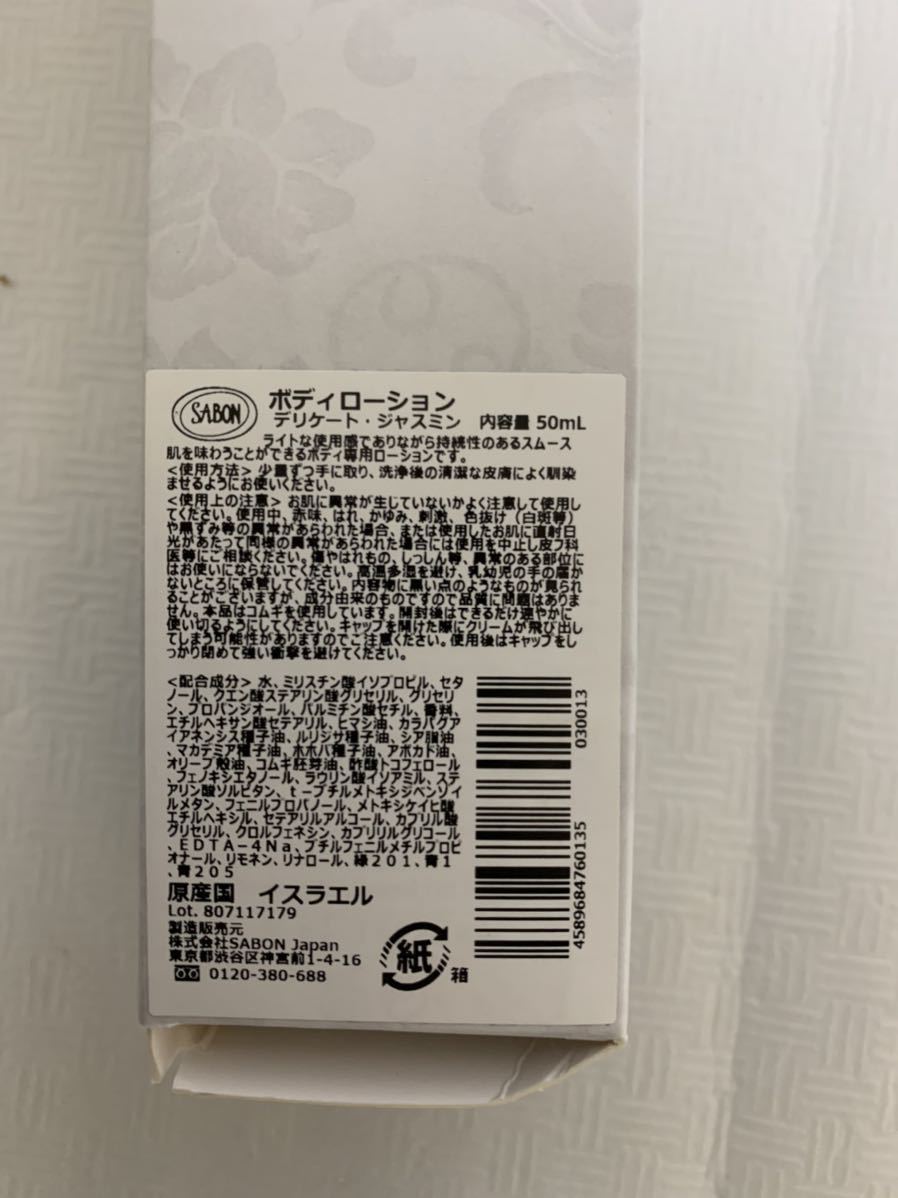 SABON
ボディローション
デリケート・ジャスミン 内容量 50mL
ライトな使用感でありながら持続性のあるスムース
肌を味わうことができるボディ専用ローションです。
<使用方法> 少量ずつ手に取り、洗浄後の清潔な皮膚によく馴染
ませるようにお使いください。
<使用上の注意> お肌に異常が生じていないかよく注意して使用し
てください。使用中、赤味、はれ、かゆみ、刺激、色抜け（白斑等）
や黒ずみ等の異常があらわれた場合、または使用したお肌に直射日
光があたって同様の異常があらわれた場合には使用を中止し皮フ科
医等にご相談ください。傷やはれもの、しっしん等、異常のある部位に
はお使いにならないでください。高温多湿を避け、乳幼児の手の届か
ないところに保管してください。内容物に黒い点のようなものが見られ
ることがございますが、成分由来のものですので品質に問題はありま
せん。本品はコムギを使用しています。開封後はできるだけ速やかに
使い切るようにしてください。キャップを開けた際にクリームが飛び出し
てしまう可能性がありますのでご注意ください。使用後はキャップをし
っかり閉めて強い衝撃を避けてください。
<配合成分> 水、ミリスチン酸イソプロピル、セタ
ノール、クエン酸ステアリン酸グリセリル、グリセリ
ン、プロパンジオール、パルミチン酸セチル、香料、
エチルヘキサン酸セテアリル、ヒマシ油、カラパグア
イアネンシス種子油、ルリジサ種子油、シア脂油
、マカデミア種子油、ホホバ種子油、アボカド油、
オリーブ殻油、コムギ胚芽油、酢酸トコフェロール
、フェノキシエタノール、ラウリン酸イソアミル、ステ
アリン酸ソルビタン、ｔ－ブチルメトキシジベンゾイ
ルメタン、フェニルプロパノール、メトキシケイヒ酸
エチルヘキシル、セテアリルアルコール、カプリル酸
グリセリル、クロルフェネシン、カプリリルグリコール
、ＥＤＴＡ－４Ｎａ、ブチルフェニルメチルプロピ
オナール、リモネン、リナロール、緑２０１、青１
、青２０５
原産国 イスラエル
Lot. 807117179
製造販売元
株式会社SABON Japan
東京都渋谷区神宮前1-4-16
0120-380-688
紙
箱
030013
4589684760135